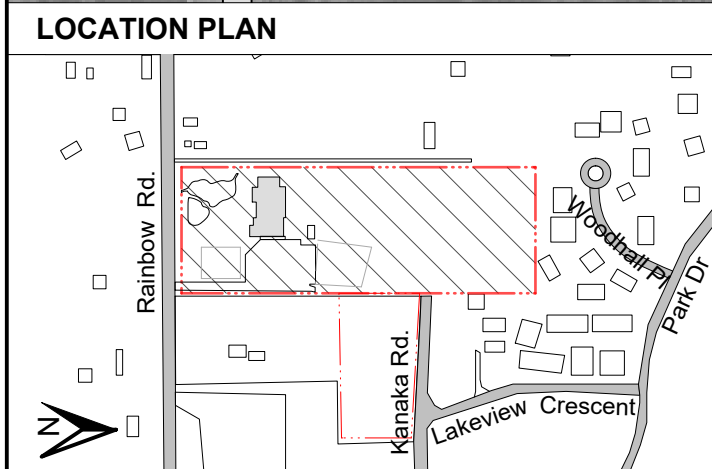 LOCATION PLAN
Rainbow Rd.
Woodhall Pl
Park Dr
Kanaka Rd.
Lakeview Crescent
N